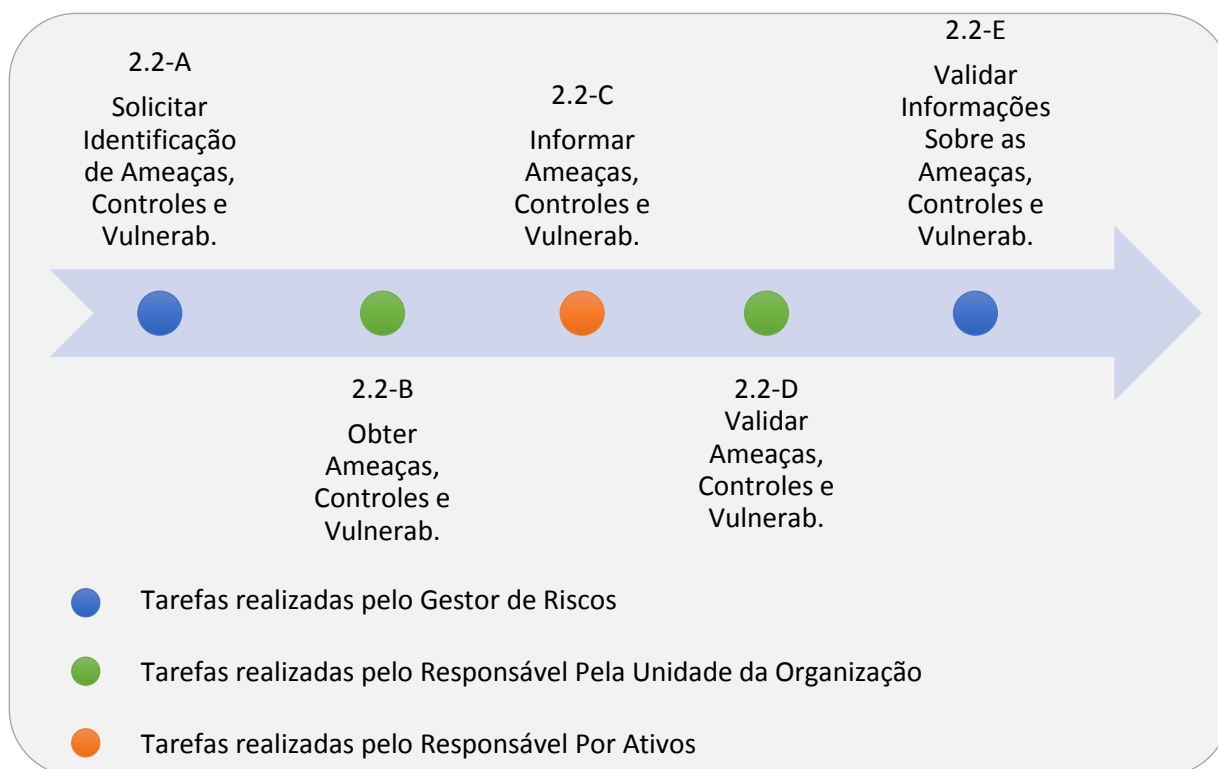 2.2-A
Solicitar
Identificação
de Ameaças,
Controles e
Vulnerab.
2.2-B
Obter
Ameaças,
Controles e
Vulnerab.
2.2-C
Informar
Ameaças,
Controles e
Vulnerab.
2.2-D
Validar
Ameaças,
Controles e
Vulnerab.
2.2-E
Validar
Informações
Sobre as
Ameaças,
Controles e
Vulnerab.
Tarefas realizadas pelo Gestor de Riscos
Tarefas realizadas pelo Responsável Pela Unidade da Organização
Tarefas realizadas pelo Responsável Por Ativos